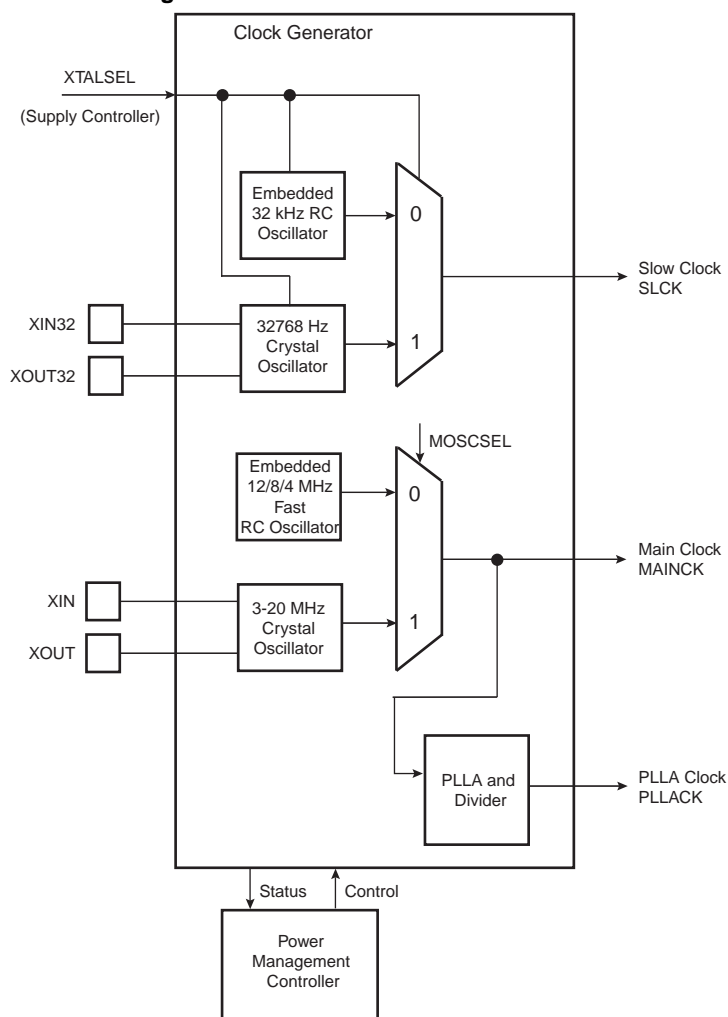 Clock Generator
XTALSEL
(Supply Controller)
Embedded
32 kHz RC
Oscillator
0
Slow Clock
SLCK
XIN32
32768 Hz
Crystal
Oscillator
1
XOUT32
MOSCSEL
Embedded
12/8/4 MHz
Fast
RC Oscillator
0
Main Clock
MAINCK
XIN
3-20 MHz
Crystal
Oscillator
1
XOUT
PLLA and
Divider
PLLA Clock
PLLACK
Status
Control
Power
Management
Controller